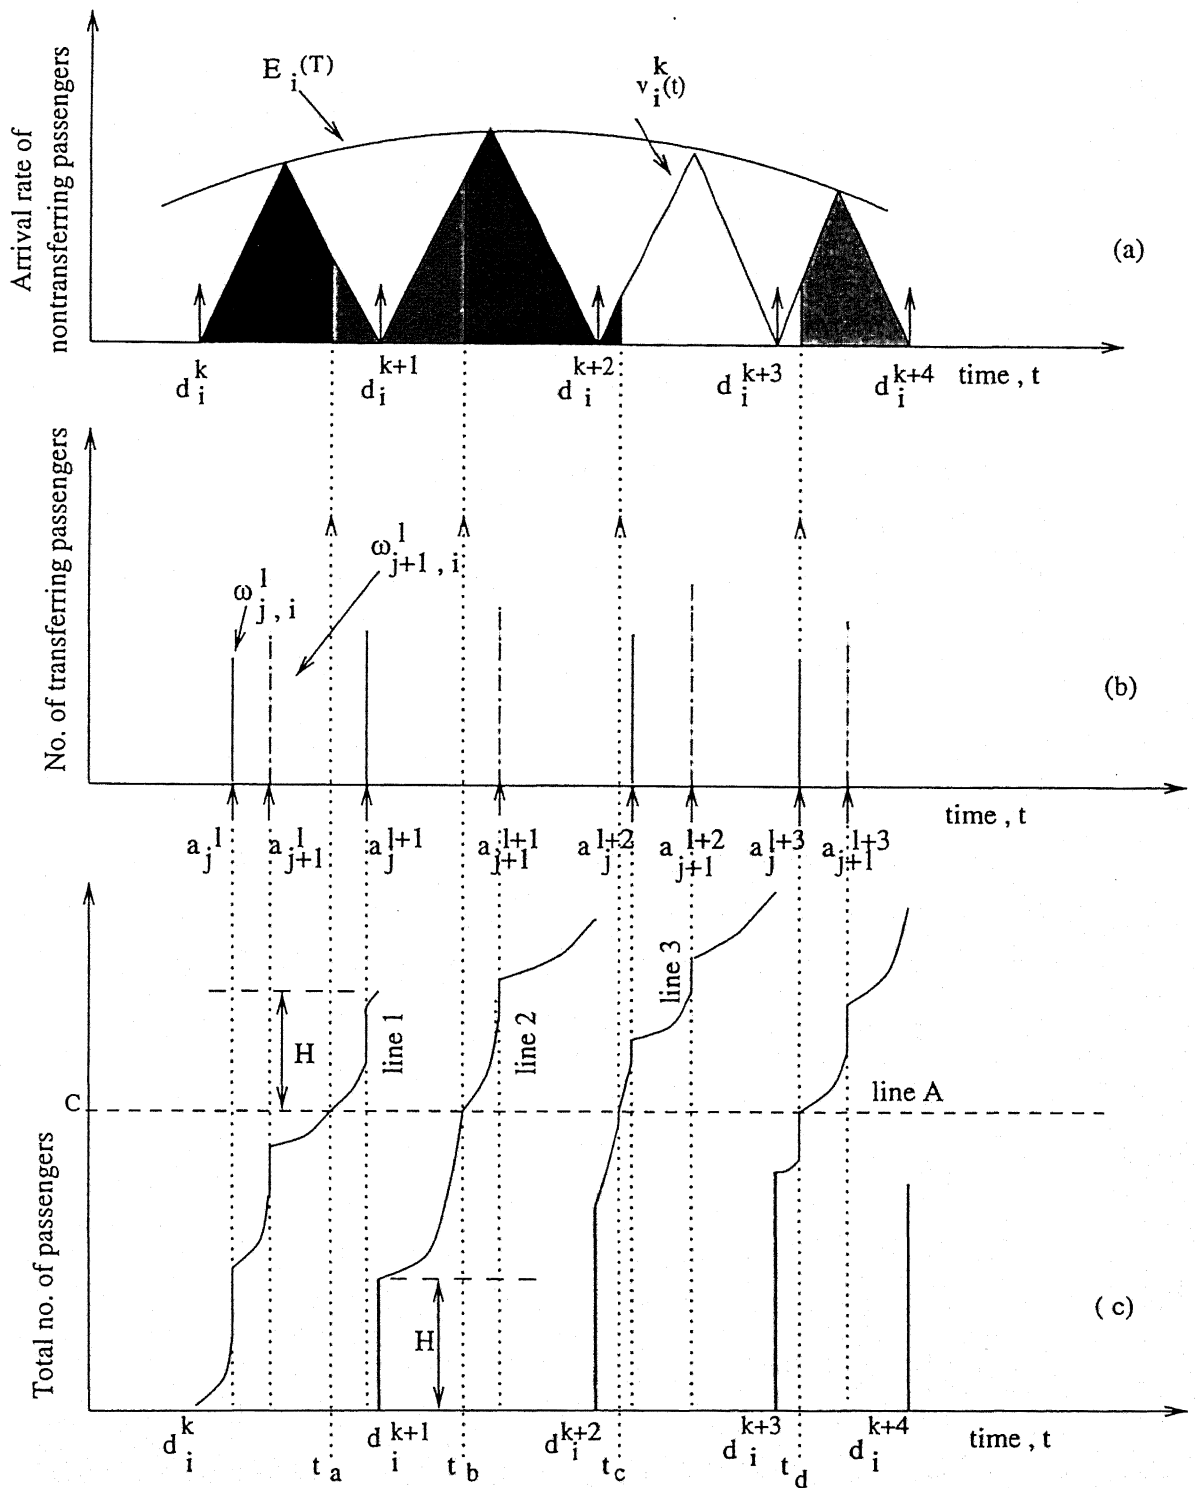 Arrival rate of
nontransferring passengers
E i (T)
v i k (t)
(a)
d i k
d i k+1
d i k+2
d i k+3
d i k+4
time , t
No. of transferring passengers
ω j , i l
ω j+1 , i l
(b)
time , t
a j l
a j+1 l
a j l+1
a j+1 l+1
a j l+2
a j+1 l+2
a j l+3
a j+1 l+3
Total no. of passengers
line 1
line 2
line 3
H
C
line A
H
( c )
d i k
t a
d i k+1
t b
d i k+2
t c
d i k+3
t d
d i k+4
time , t